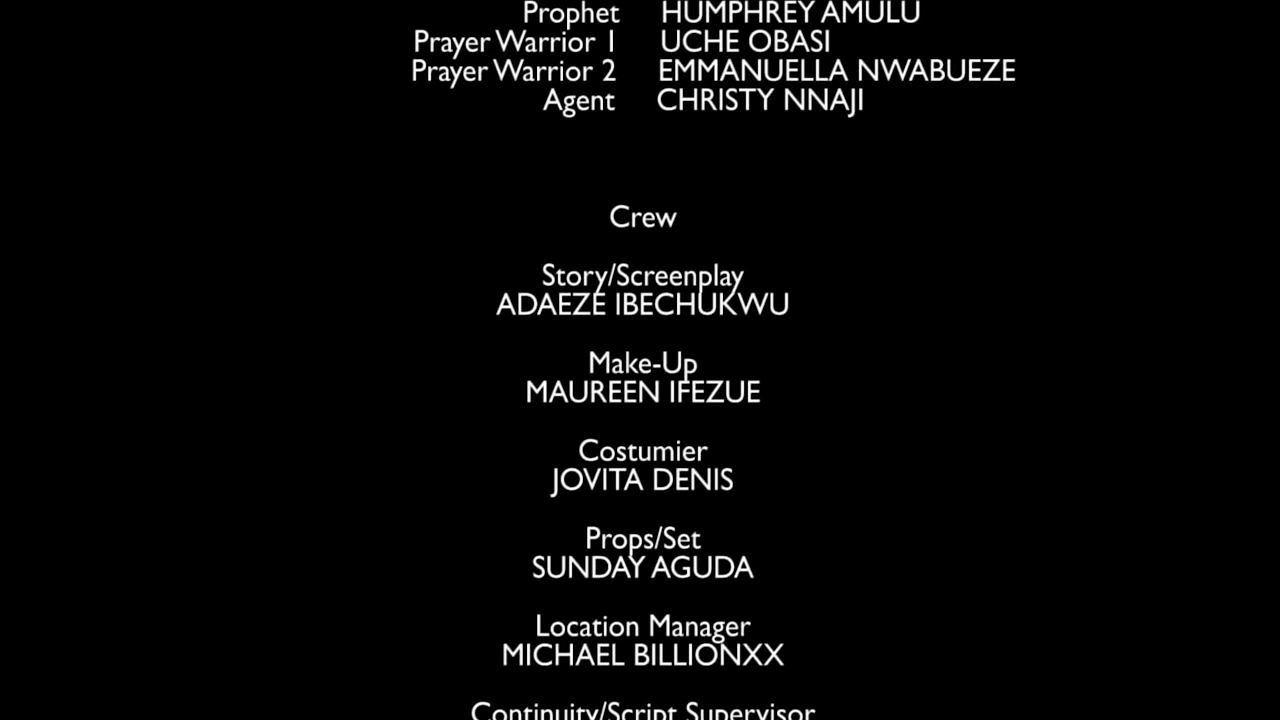 Prophet HUMPHREY AMULU
Prayer Warrior 1 UCHE OBASI
Prayer Warrior 2 EMMANUELLA NWABUEZE
Agent CHRISTY NNAJI
Crew
Story/Screenplay
ADAEZE IBECHUKWU
Make-Up
MAUREEN IFEZUE
Costumier
JOVITA DENIS
Props/Set
SUNDAY AGUDA
Location Manager
MICHAEL BILLIONXX
Continuity/Script Supervisor